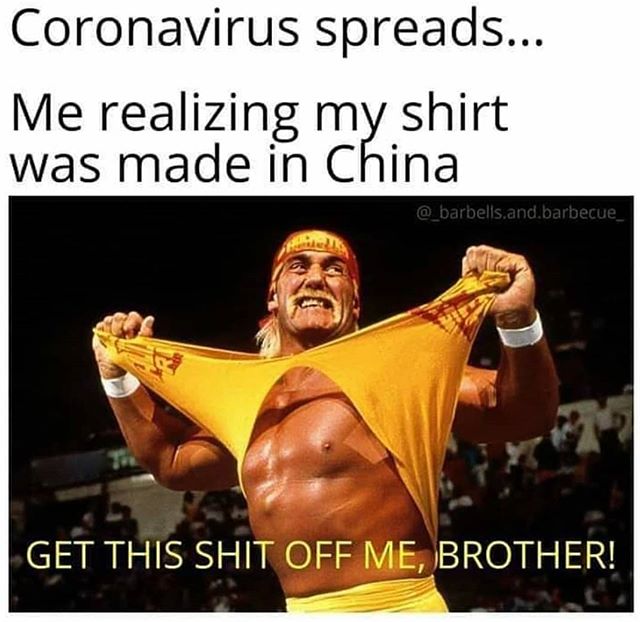 Coronavirus spreads...
Me realizing my shirt
was made in China
@_barbells.and.barbecue_
GET THIS SHIT OFF ME, BROTHER!